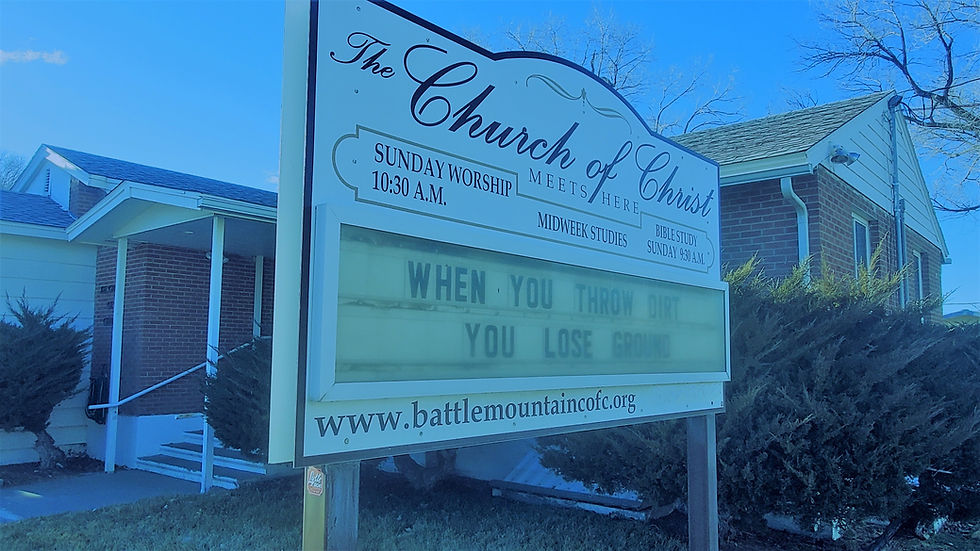 The Church of Christ
MEETS HERE
SUNDAY WORSHIP
10:30 A.M.
MIDWEEK STUDIES
BIBLE STUDY
SUNDAY 9:30 A.M.
WHEN YOU THROW DIRT
YOU LOSE GROUND
www.battlemountaincofc.org